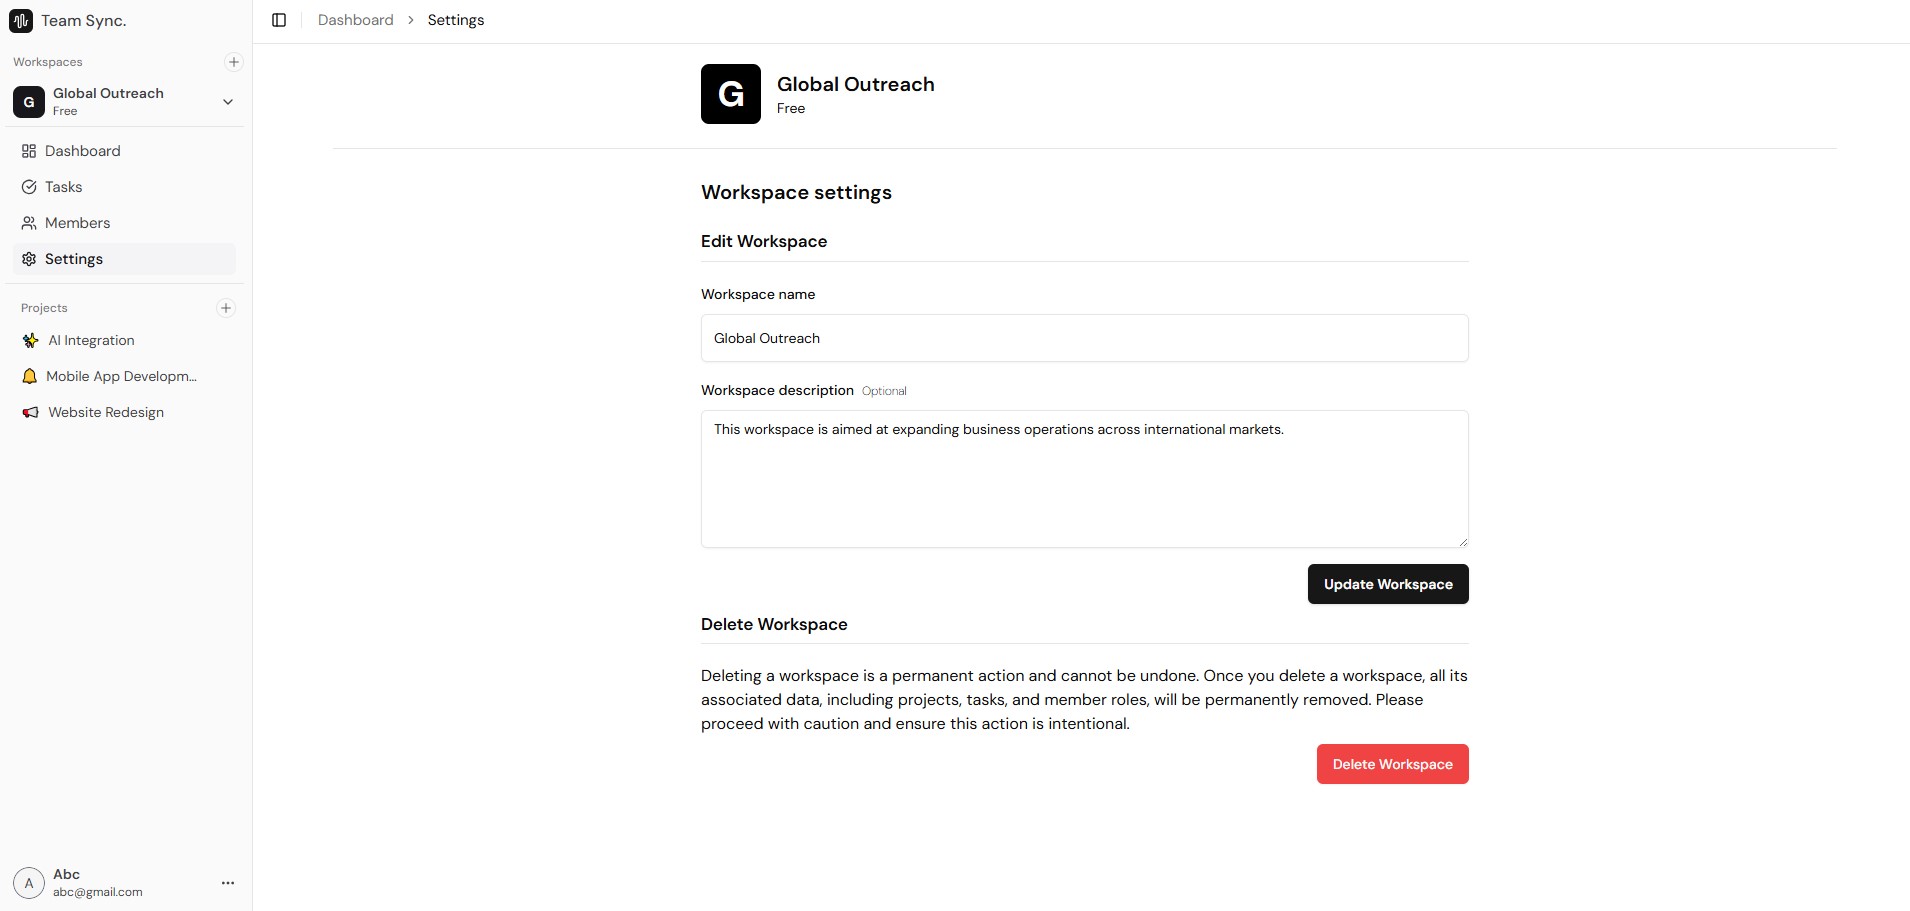 Team Sync.
Workspaces
G
Global Outreach
Free
Dashboard
Tasks
Members
Settings
Projects
AI Integration
Mobile App Developm...
Website Redesign
A
Abc
abc@gmail.com
Dashboard > Settings
G
Global Outreach
Free
Workspace settings
Edit Workspace
Workspace name
Global Outreach
Workspace description Optional
This workspace is aimed at expanding business operations across international markets.
Update Workspace
Delete Workspace
Deleting a workspace is a permanent action and cannot be undone. Once you delete a workspace, all its
associated data, including projects, tasks, and member roles, will be permanently removed. Please
proceed with caution and ensure this action is intentional.
Delete Workspace